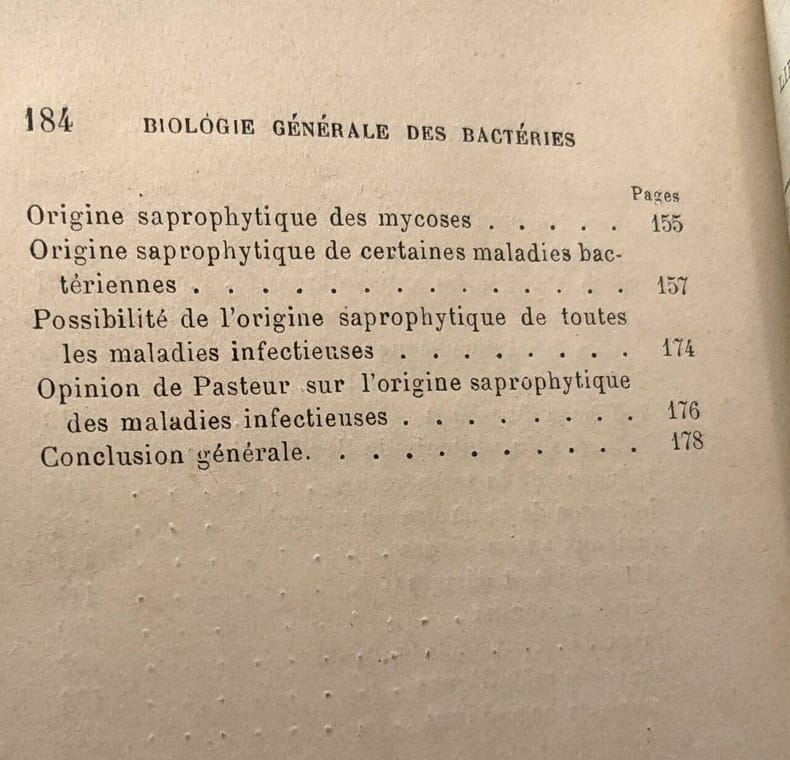 184 BIOLOGIE GÉNÉRALE DES BACTÉRIES
Pages
Origine saprophytique des mycoses . . . . . 155
Origine saprophytique de certaines maladies bac-
tériennes . . . . . . . . . . . . . 157
Possibilité de l'origine saprophytique de toutes
les maladies infectieuses . . . . . . . 174
Opinion de Pasteur sur l'origine saprophytique
des maladies infectieuses . . . . . . . . 176
Conclusion générale. . . . . . . . . . . 178